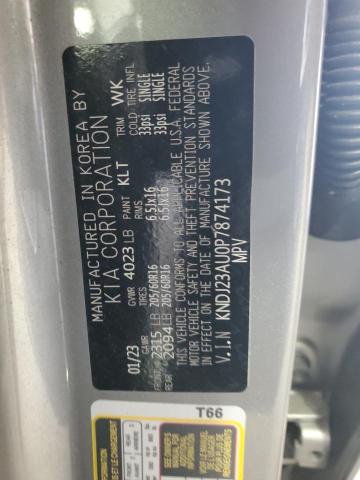 MANUFACTURED IN KOREA BY
KIA CORPORATION
GVWR 4023 LB PAINT KLT TRIM WK
01/23 GAWR TIRES RIMS COLD TIRE INFL
FRONT 2315 LB 205/60R16 6.5JX16 33psi SINGLE
REAR 2094 LB 205/60R16 6.5JX16 33psi SINGLE
THIS VEHICLE CONFORMS TO ALL APPLICABLE U.S.A. FEDERAL
MOTOR VEHICLE SAFETY AND THEFT PREVENTION STANDARDS
IN EFFECT ON THE DATE OF MANUFACTURE SHOWN ABOVE.
V.I.N KNDJ23AU0P7874173
MPV
T66